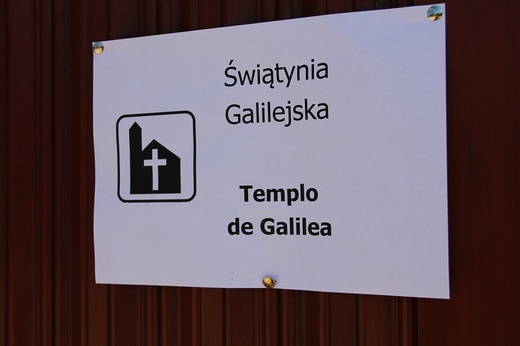 Świątynia
Galilejska
Templo
de Galilea